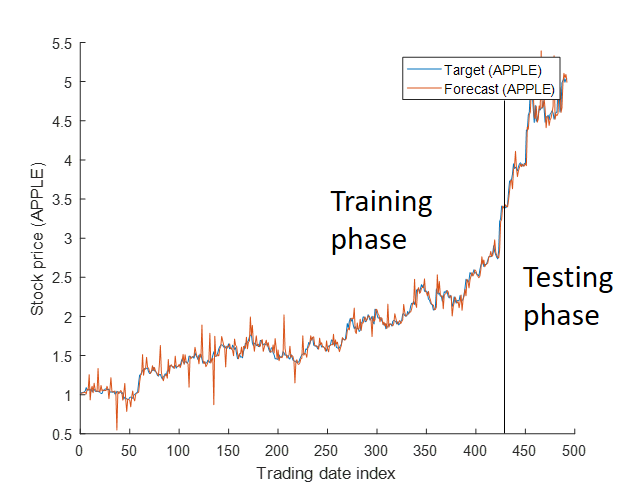 5.5
5
4.5
4
3.5
3
2.5
2
1.5
1
0.5
Stock price (APPLE)
Target (APPLE)
Forecast (APPLE)
Training
phase
Testing
phase
0 50 100 150 200 250 300 350 400 450 500
Trading date index